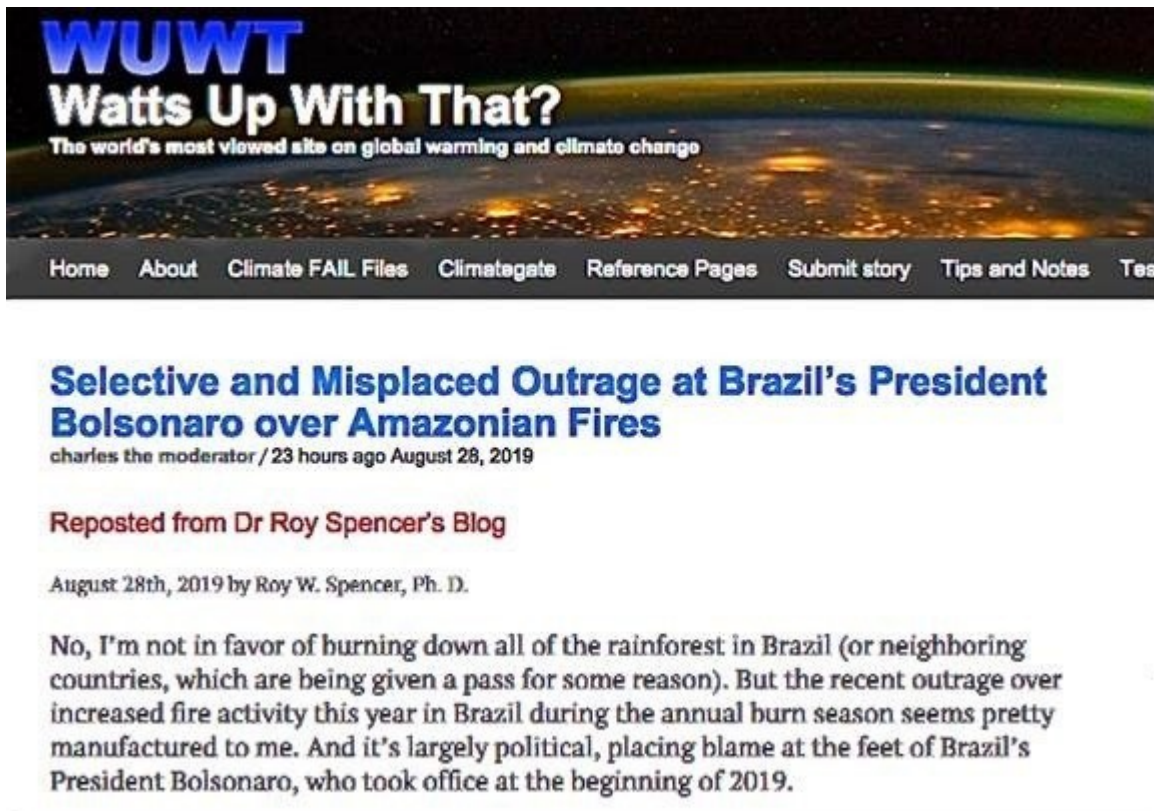 WUWT
Watts Up With That?
The world's most viewed site on global warming and climate change
Home About Climate FAIL Files Climategate Reference Pages Submit story Tips and Notes Tes
Selective and Misplaced Outrage at Brazil's President
Bolsonaro over Amazonian Fires
charles the moderator / 23 hours ago August 28, 2019
Reposted from Dr Roy Spencer's Blog
August 28th, 2019 by Roy W. Spencer, Ph. D.
No, I'm not in favor of burning down all of the rainforest in Brazil (or neighboring
countries, which are being given a pass for some reason). But the recent outrage over
increased fire activity this year in Brazil during the annual burn season seems pretty
manufactured to me. And it's largely political, placing blame at the feet of Brazil's
President Bolsonaro, who took office at the beginning of 2019.